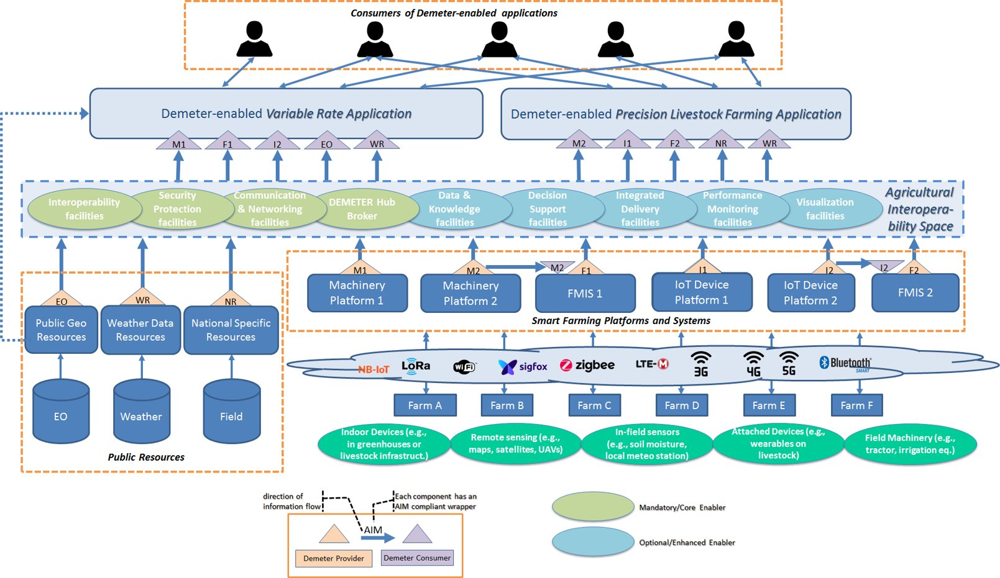 Consumers of Demeter-enabled applications
Demeter-enabled Variable Rate Application
Demeter-enabled Precision Livestock Farming Application
M1
F1
I2
EO
WR
M2
I1
F2
NR
WR
Interoperability
facilities
Security
Protection
facilities
Communication
& Networking
facilities
DEMETER Hub
Broker
Data &
Knowledge
facilities
Decision
Support
facilities
Integrated
Delivery
facilities
Performance
Monitoring
facilities
Visualization
facilities
Agricultural
Interopera-
bility Space
M1
Machinery
Platform 1
M2
Machinery
Platform 2
M2
F1
FMIS 1
I1
IoT Device
Platform 1
I2
IoT Device
Platform 2
I2
F2
FMIS 2
Smart Farming Platforms and Systems
EO
Public Geo
Resources
WR
Weather Data
Resources
NR
National Specific
Resources
EO
Weather
Field
Public Resources
NB-IoT
LoRa
WiFi
sigfox
zigbee
LTE-M
3G
4G
5G
Bluetooth
SMART
Farm A
Farm B
Farm C
Farm D
Farm E
Farm F
Indoor Devices (e.g.,
in greenhouses or
livestock infrastruct.)
Remote sensing (e.g.,
maps, satellites, UAVs)
In-field sensors
(e.g., soil moisture,
local meteo station)
Attached Devices (e.g.,
wearables on
livestock)
Field Machinery (e.g.,
tractor, irrigation eq.)
direction of
information flow
Each component has an
AIM compliant wrapper
AIM
Demeter Provider
Demeter Consumer
Mandatory/Core Enabler
Optional/Enhanced Enabler